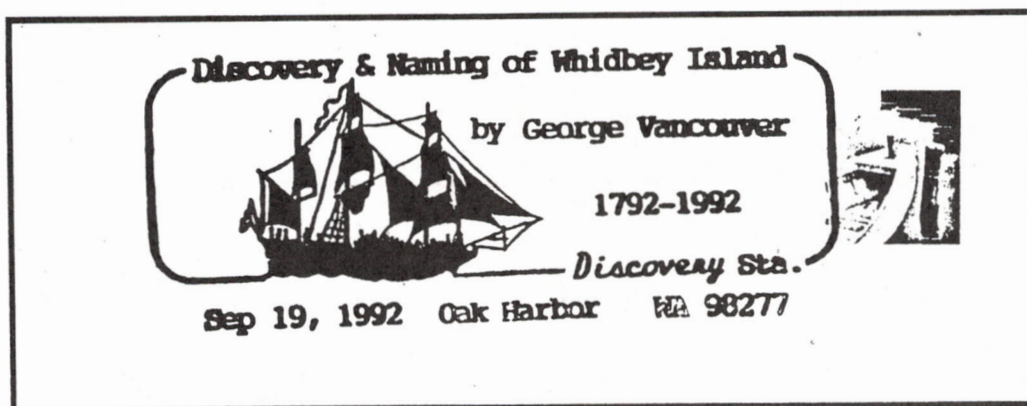 Discovery & Naming of Whidbey Island
by George Vancouver
1792-1992
Discovery Sta.
Sep 19, 1992 Oak Harbor WA 98277